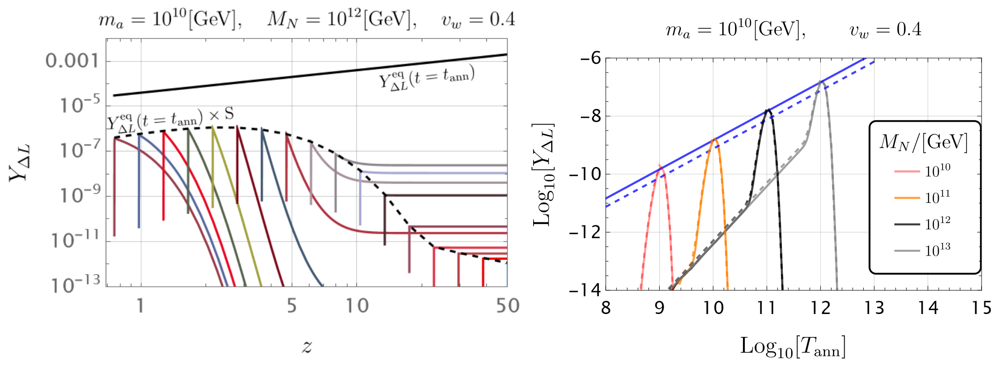 m_a = 10^10[GeV], M_N = 10^12[GeV], v_w = 0.4
0.001
10^-5
10^-7
10^-9
10^-11
10^-13
Y_ΔL
Y^eq_ΔL(t = t_ann)
Y^eq_ΔL(t = t_ann) × S
1 5 10 50
z
m_a = 10^10[GeV], v_w = 0.4
−6
−8
−10
−12
−14
Log_10[Y_ΔL]
M_N/[GeV]
10^10
10^11
10^12
10^13
8 9 10 11 12 13 14 15
Log_10[T_ann]